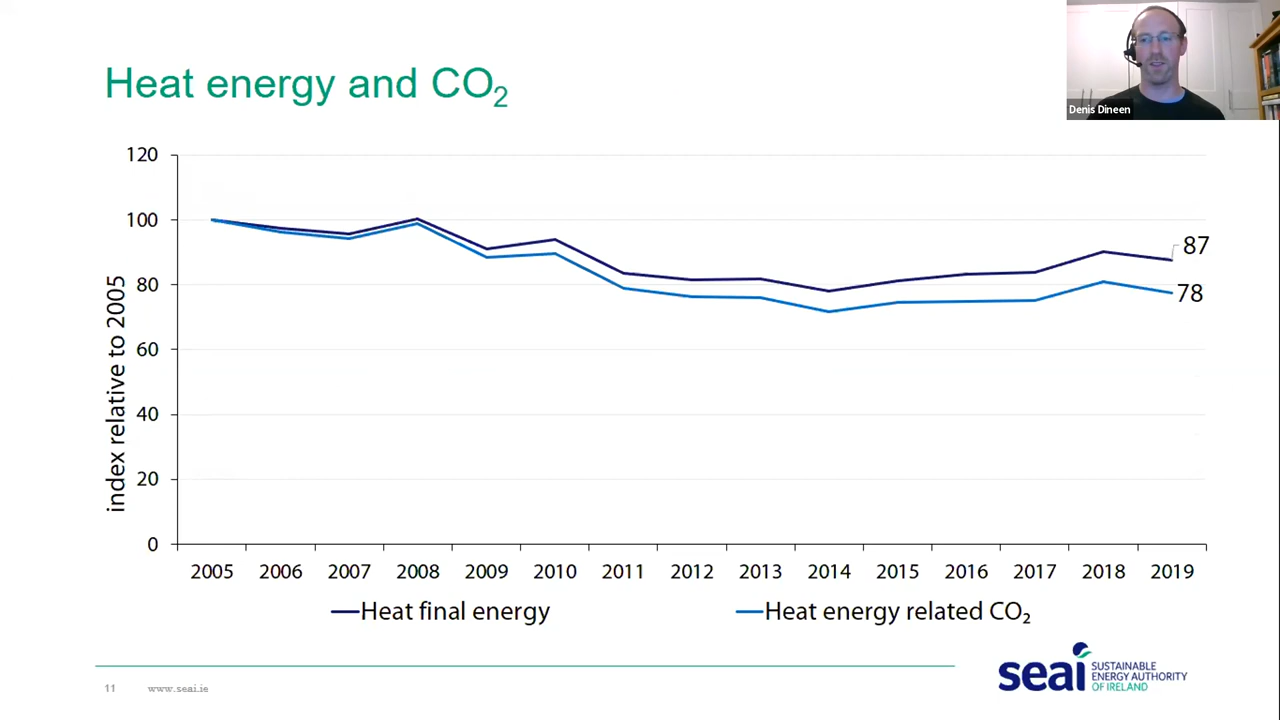 Heat energy and CO₂
Denis Dineen
120
100
80
60
40
20
0
index relative to 2005
87
78
2005 2006 2007 2008 2009 2010 2011 2012 2013 2014 2015 2016 2017 2018 2019
Heat final energy
Heat energy related CO₂
11 www.seai.ie
seai
SUSTAINABLE
ENERGY AUTHORITY
OF IRELAND